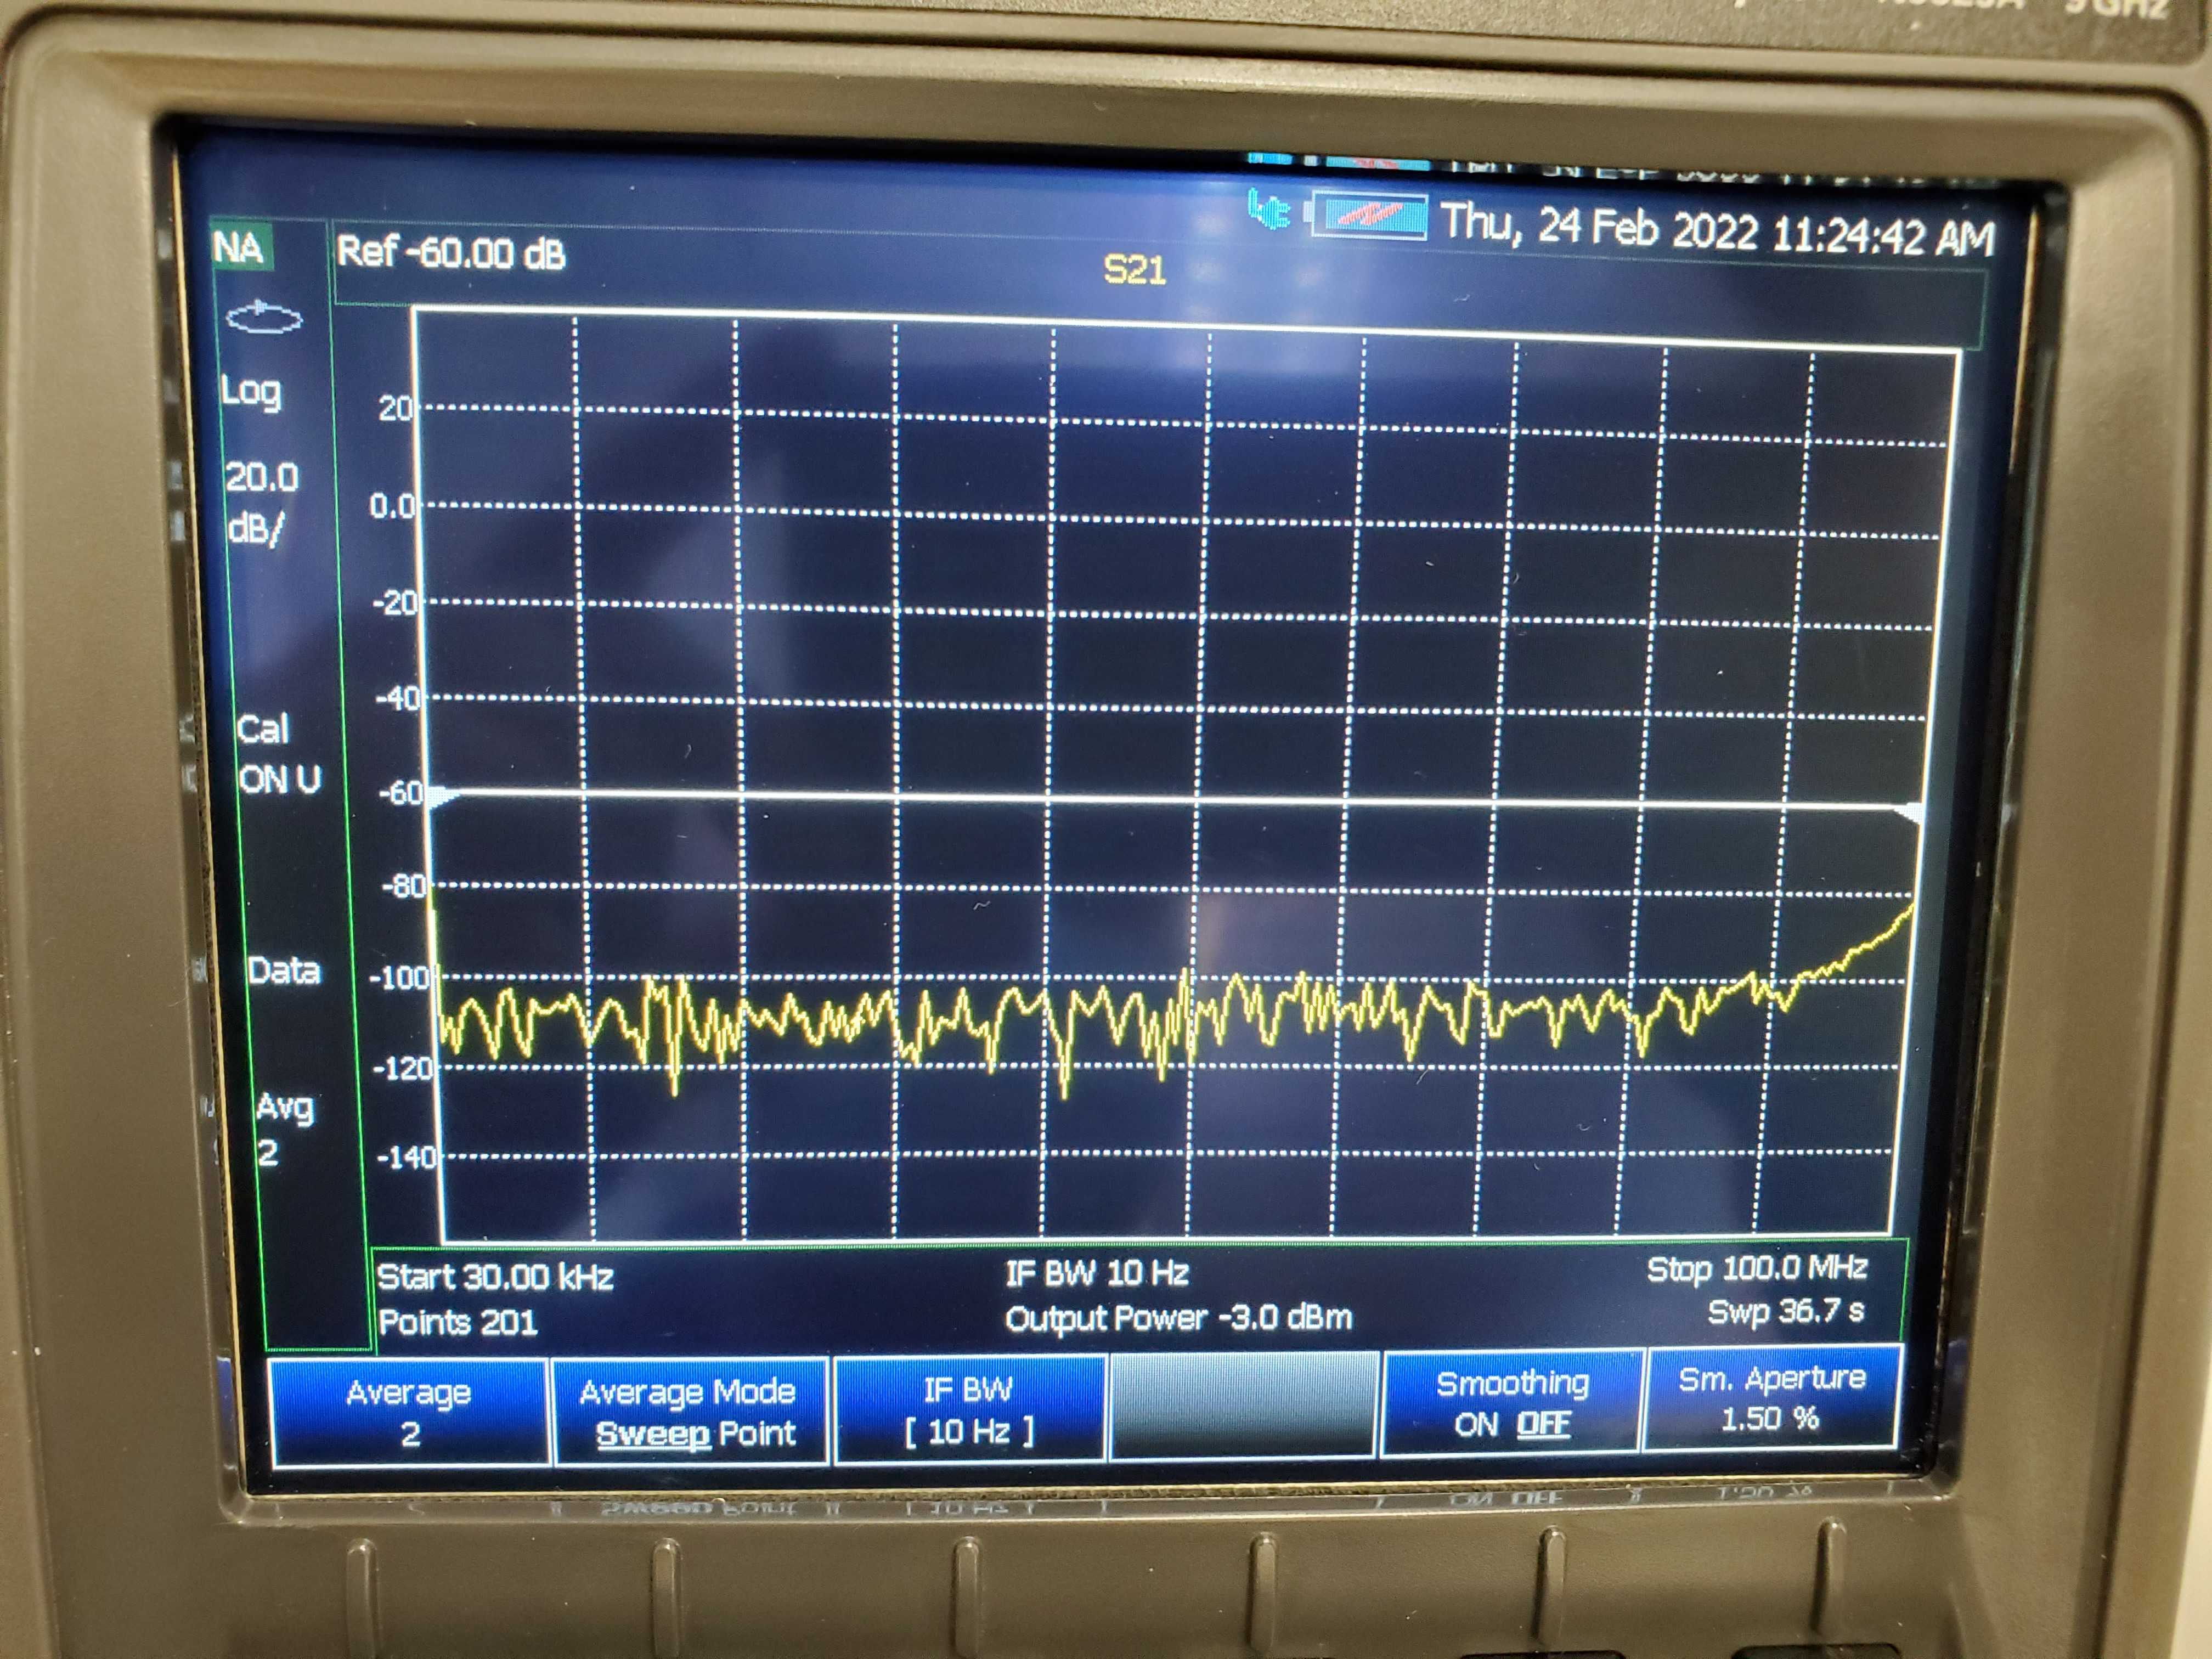 9 GHz
Thu, 24 Feb 2022 11:24:42 AM
NA
Ref -60.00 dB
S21
Log
20.0
dB/
Cal
ON U
Data
Avg
2
20
0.0
-20
-40
-60
-80
-100
-120
-140
Start 30.00 kHz
IF BW 10 Hz
Stop 100.0 MHz
Points 201
Output Power -3.0 dBm
Swp 36.7 s
Average
2
Average Mode
Sweep Point
IF BW
[ 10 Hz ]
Smoothing
ON OFF
Sm. Aperture
1.50 %